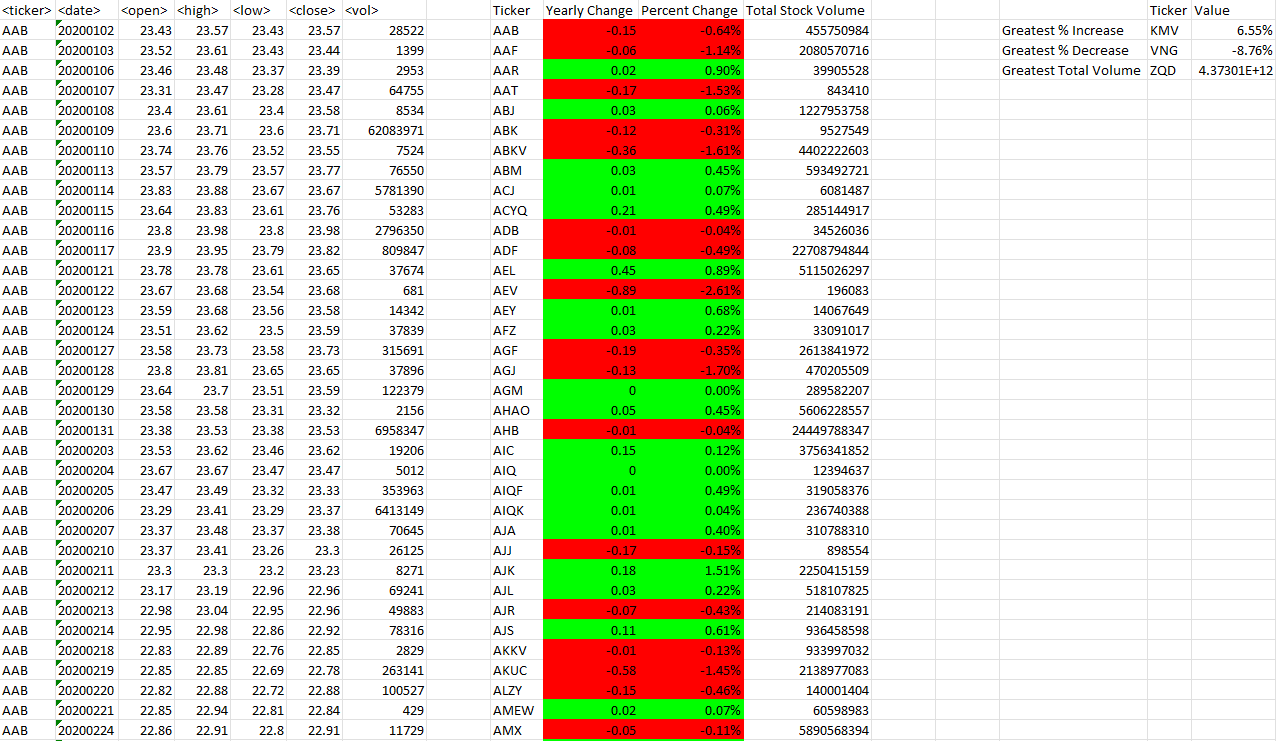 <ticker> <date> <open> <high> <low> <close> <vol> Ticker Yearly Change Percent Change Total Stock Volume Ticker Value
AAB 20200102 23.43 23.57 23.43 23.57 28522 AAB -0.15 -0.64% 455750984 Greatest % Increase KMV 6.55%
AAB 20200103 23.52 23.61 23.43 23.44 1399 AAF -0.06 -1.14% 2080570716 Greatest % Decrease VNG -8.76%
AAB 20200106 23.46 23.48 23.37 23.39 2953 AAR 0.02 0.90% 39905528 Greatest Total Volume ZQD 4.37301E+12
AAB 20200107 23.31 23.47 23.28 23.47 64755 AAT -0.17 -1.53% 843410
AAB 20200108 23.4 23.61 23.4 23.58 8534 ABJ 0.03 0.06% 1227953758
AAB 20200109 23.6 23.71 23.6 23.71 62083971 ABK -0.12 -0.31% 9527549
AAB 20200110 23.74 23.76 23.52 23.55 7524 ABKV -0.36 -1.61% 4402222603
AAB 20200113 23.57 23.79 23.57 23.77 76550 ABM 0.03 0.45% 593492721
AAB 20200114 23.83 23.88 23.67 23.67 5781390 ACJ 0.01 0.07% 6081487
AAB 20200115 23.64 23.83 23.61 23.76 53283 ACYQ 0.21 0.49% 285144917
AAB 20200116 23.8 23.98 23.8 23.98 2796350 ADB -0.01 -0.04% 34526036
AAB 20200117 23.9 23.95 23.79 23.82 809847 ADF -0.08 -0.49% 22708794844
AAB 20200121 23.78 23.78 23.61 23.65 37674 AEL 0.45 0.89% 5115026297
AAB 20200122 23.67 23.68 23.54 23.68 681 AEV -0.89 -2.61% 196083
AAB 20200123 23.59 23.68 23.56 23.58 14342 AEY 0.01 0.68% 14067649
AAB 20200124 23.51 23.62 23.5 23.59 37839 AFZ 0.03 0.22% 33091017
AAB 20200127 23.58 23.73 23.58 23.73 315691 AGF -0.19 -0.35% 2613841972
AAB 20200128 23.8 23.81 23.65 23.65 37896 AGJ -0.13 -1.70% 470205509
AAB 20200129 23.64 23.7 23.51 23.59 122379 AGM 0 0.00% 289582207
AAB 20200130 23.58 23.58 23.31 23.32 2156 AHAO 0.05 0.45% 5606228557
AAB 20200131 23.38 23.53 23.38 23.53 6958347 AHB -0.01 -0.04% 24449788347
AAB 20200203 23.53 23.62 23.46 23.62 19206 AIC 0.15 0.12% 3756341852
AAB 20200204 23.67 23.67 23.47 23.47 5012 AIQ 0 0.00% 12394637
AAB 20200205 23.47 23.49 23.32 23.33 353963 AIQF 0.01 0.49% 319058376
AAB 20200206 23.29 23.41 23.29 23.37 6413149 AIQK 0.01 0.04% 236740388
AAB 20200207 23.37 23.48 23.37 23.38 70645 AJA 0.01 0.40% 310788310
AAB 20200210 23.37 23.41 23.26 23.3 26125 AJJ -0.17 -0.15% 898554
AAB 20200211 23.3 23.3 23.2 23.23 8271 AJK 0.18 1.51% 2250415159
AAB 20200212 23.17 23.19 22.96 22.96 69241 AJL 0.03 0.22% 518107825
AAB 20200213 22.98 23.04 22.95 22.96 49883 AJR -0.07 -0.43% 214083191
AAB 20200214 22.95 22.98 22.86 22.92 78316 AJS 0.11 0.61% 936458598
AAB 20200218 22.83 22.89 22.76 22.85 2829 AKKV -0.01 -0.13% 933997032
AAB 20200219 22.85 22.85 22.69 22.78 263141 AKUC -0.58 -1.45% 2138977083
AAB 20200220 22.82 22.88 22.72 22.88 100527 ALZY -0.15 -0.46% 140001404
AAB 20200221 22.85 22.94 22.81 22.84 429 AMEW 0.02 0.07% 60598983
AAB 20200224 22.86 22.91 22.8 22.91 11729 AMX -0.05 -0.11% 5890568394